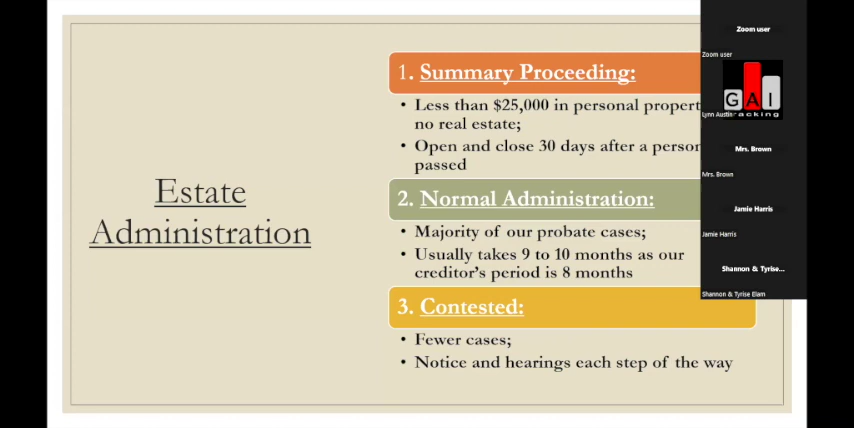 Estate
Administration
1. Summary Proceeding:
• Less than $25,000 in personal propert
no real estate;
• Open and close 30 days after a person
passed
2. Normal Administration:
• Majority of our probate cases;
• Usually takes 9 to 10 months as our
creditor's period is 8 months
3. Contested:
• Fewer cases;
• Notice and hearings each step of the way
Zoom user
Zoom user
GAI
racking
Lynn Austin
Mrs. Brown
Mrs. Brown
Jamie Harris
Jamie Harris
Shannon & Tyrise...
Shannon & Tyrise Elam